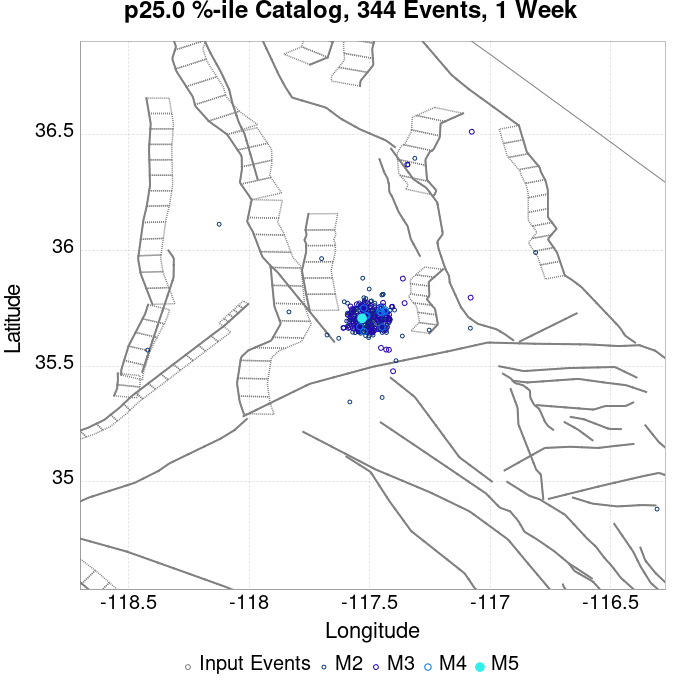 p25.0 %-ile Catalog, 344 Events, 1 Week
36.5
36
35.5
35
Latitude
-118.5 -118 -117.5 -117 -116.5
Longitude
Input Events M2 M3 M4 M5